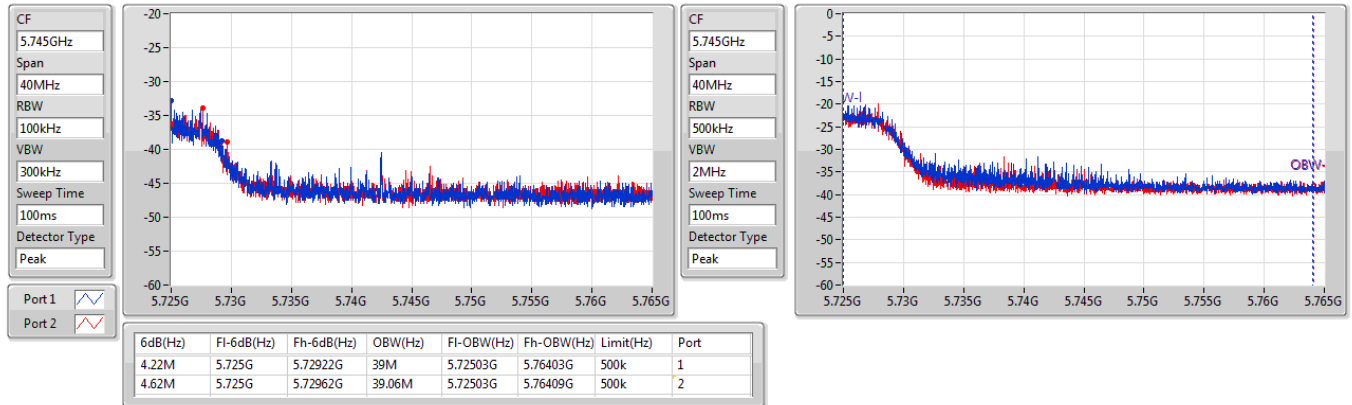 CF
5.745GHz
Span
40MHz
RBW
100kHz
VBW
300kHz
Sweep Time
100ms
Detector Type
Peak
Port 1
Port 2
-20
-25
-30
-35
-40
-45
-50
-55
-60
5.725G 5.73G 5.735G 5.74G 5.745G 5.75G 5.755G 5.76G 5.765G
CF
5.745GHz
Span
40MHz
RBW
500kHz
VBW
2MHz
Sweep Time
100ms
Detector Type
Peak
0
-5
-10
-15
-20
-25
-30
-35
-40
-45
-50
-55
-60
W-l
OBW-
5.725G 5.73G 5.735G 5.74G 5.745G 5.75G 5.755G 5.76G 5.765G
6dB(Hz) Fl-6dB(Hz) Fh-6dB(Hz) OBW(Hz) Fl-OBW(Hz) Fh-OBW(Hz) Limit(Hz) Port
4.22M 5.725G 5.72922G 39M 5.72503G 5.76403G 500k 1
4.62M 5.725G 5.72962G 39.06M 5.72503G 5.76409G 500k 2